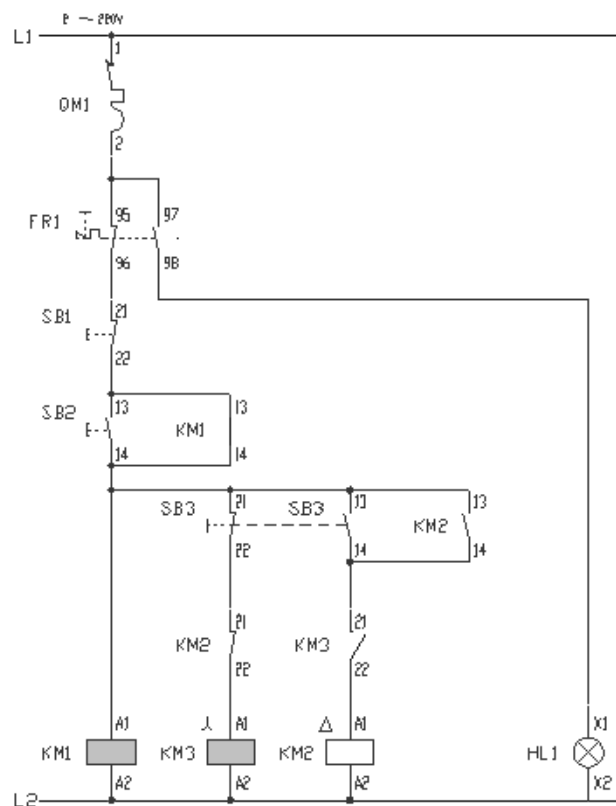 L1
1
QM1
2
FR1 95 97
96 98
SB1 21
22
SB2 13 KM1 13
14 14
SB3 21 SB3 13 KM2 13
22 14 14
KM2 21 KM3 21
22 22
A1 人 A1 Δ A1 X1
KM1 KM3 KM2 HL1
A2 A2 A2 X2
L2